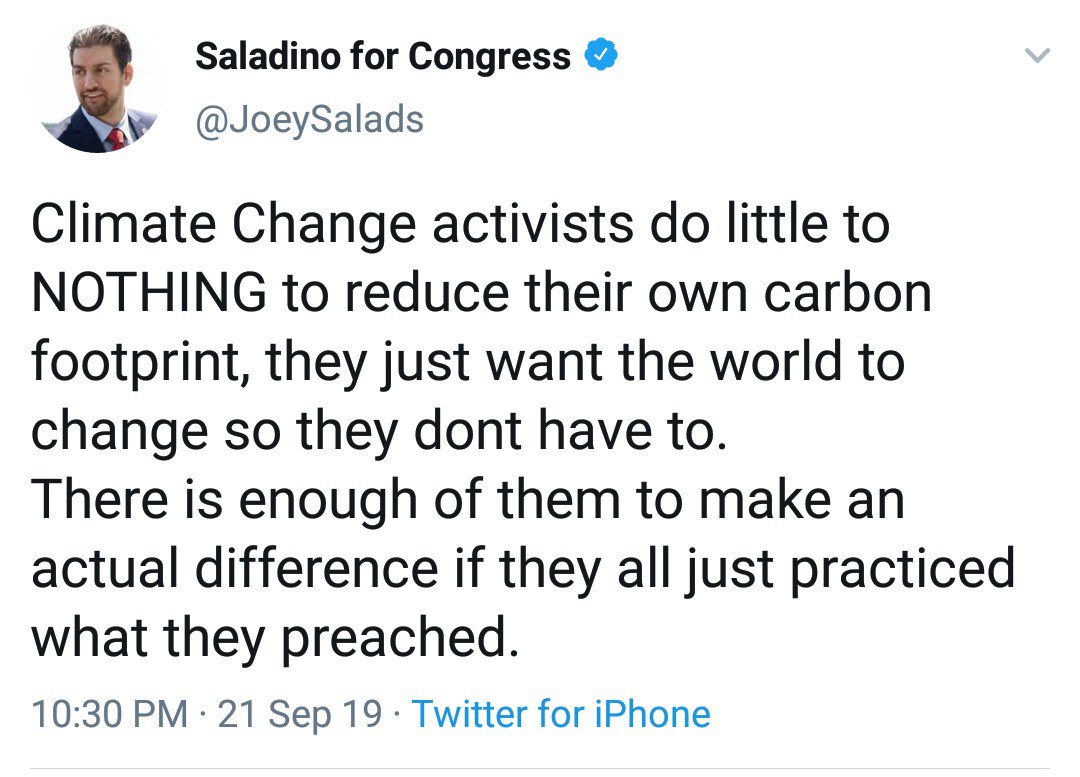 Saladino for Congress
@JoeySalads
Climate Change activists do little to
NOTHING to reduce their own carbon
footprint, they just want the world to
change so they dont have to.
There is enough of them to make an
actual difference if they all just practiced
what they preached.
10:30 PM · 21 Sep 19 · Twitter for iPhone